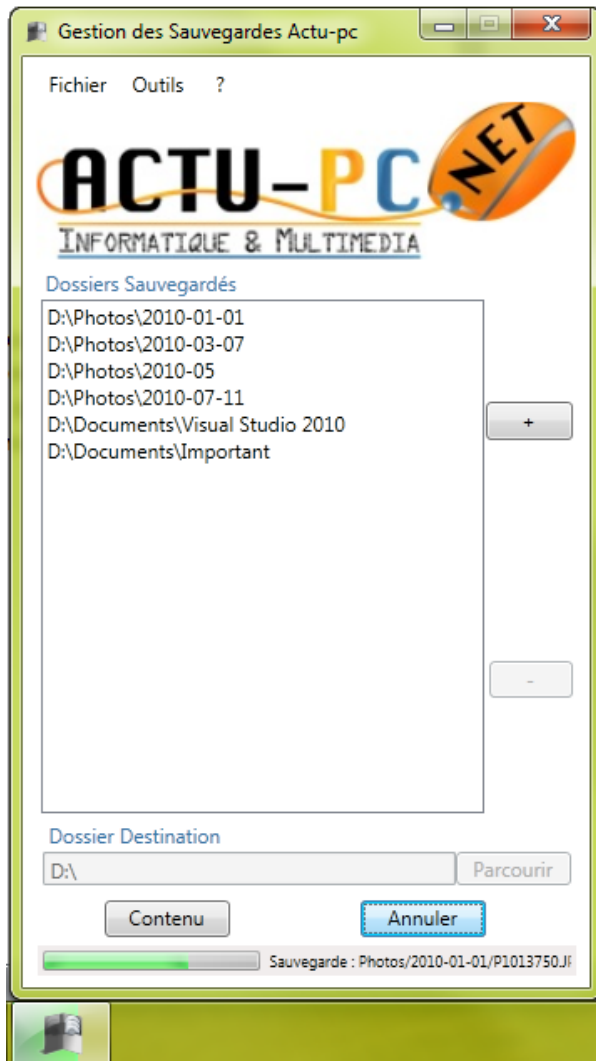 Gestion des Sauvegardes Actu-pc
Fichier Outils ?
ACTU-PC.NET
INFORMATIQUE & MULTIMEDIA
Dossiers Sauvegardés
D:\Photos\2010-01-01
D:\Photos\2010-03-07
D:\Photos\2010-05
D:\Photos\2010-07-11
D:\Documents\Visual Studio 2010
D:\Documents\Important
+
-
Dossier Destination
D:\ Parcourir
Contenu Annuler
Sauvegarde : Photos/2010-01-01/P1013750.J